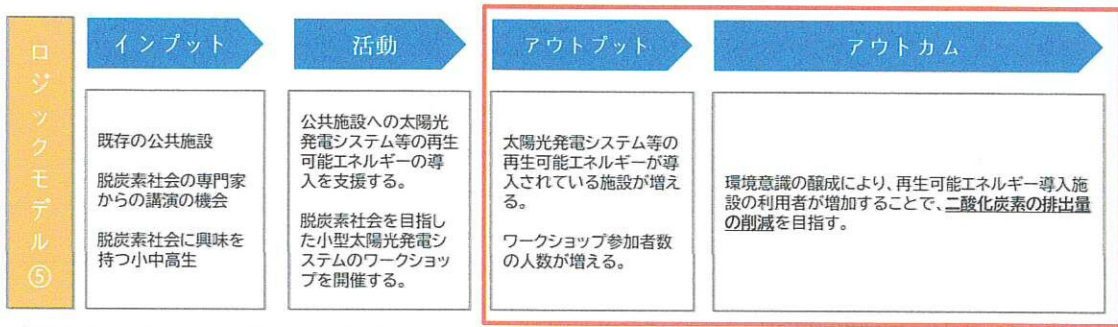 ロジックモデル⑤
インプット
活動
アウトプット
アウトカム
既存の公共施設
脱炭素社会の専門家
からの講演の機会
脱炭素社会に興味を
持つ小中高生
公共施設への太陽光
発電システム等の再生
可能エネルギーの導
入を支援する。
脱炭素社会を目指し
た小型太陽光発電シ
ステムのワークショッ
プを開催する。
太陽光発電システム等の
再生可能エネルギーが導
入されている施設が増え
る。
ワークショップ参加者数
の人数が増える。
環境意識の醸成により、再生可能エネルギー導入施
設の利用者が増加することで、二酸化炭素の排出量
の削減を目指す。